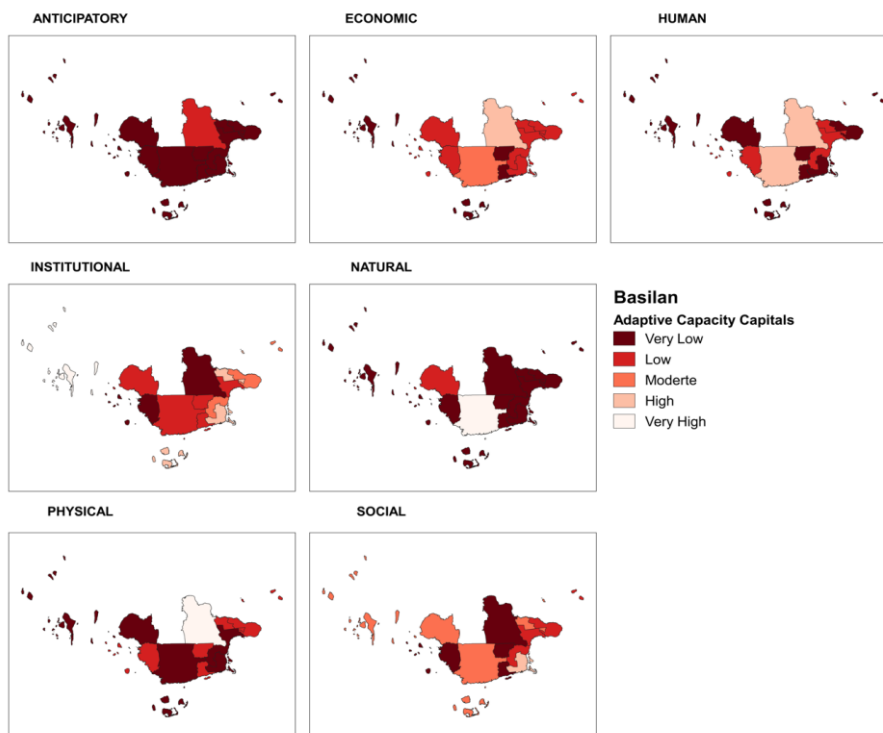 ANTICIPATORY
ECONOMIC
HUMAN
INSTITUTIONAL
NATURAL
Basilan
Adaptive Capacity Capitals
Very Low
Low
Moderte
High
Very High
PHYSICAL
SOCIAL